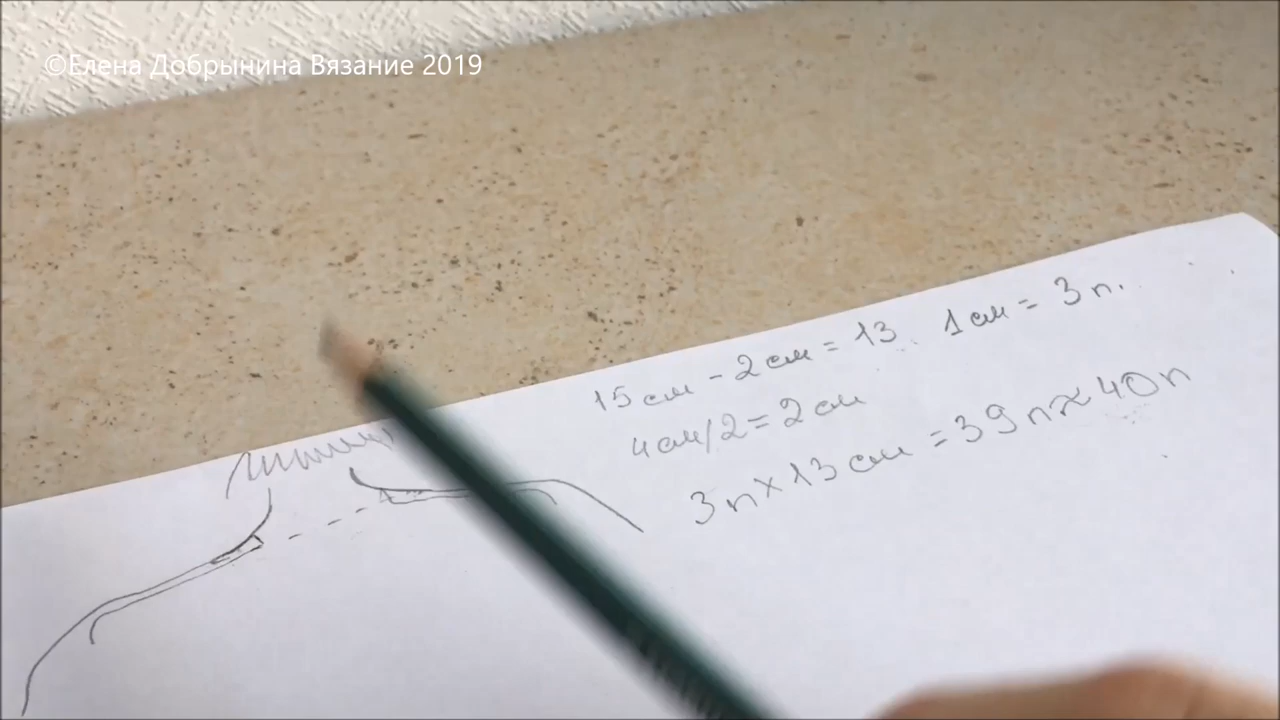 ©Елена Добрынина Вязание 2019
15 см - 2 см = 13 1 см = 3 п.
4 см/2 = 2 см
3 п × 13 см = 39 п ≈ 40 п